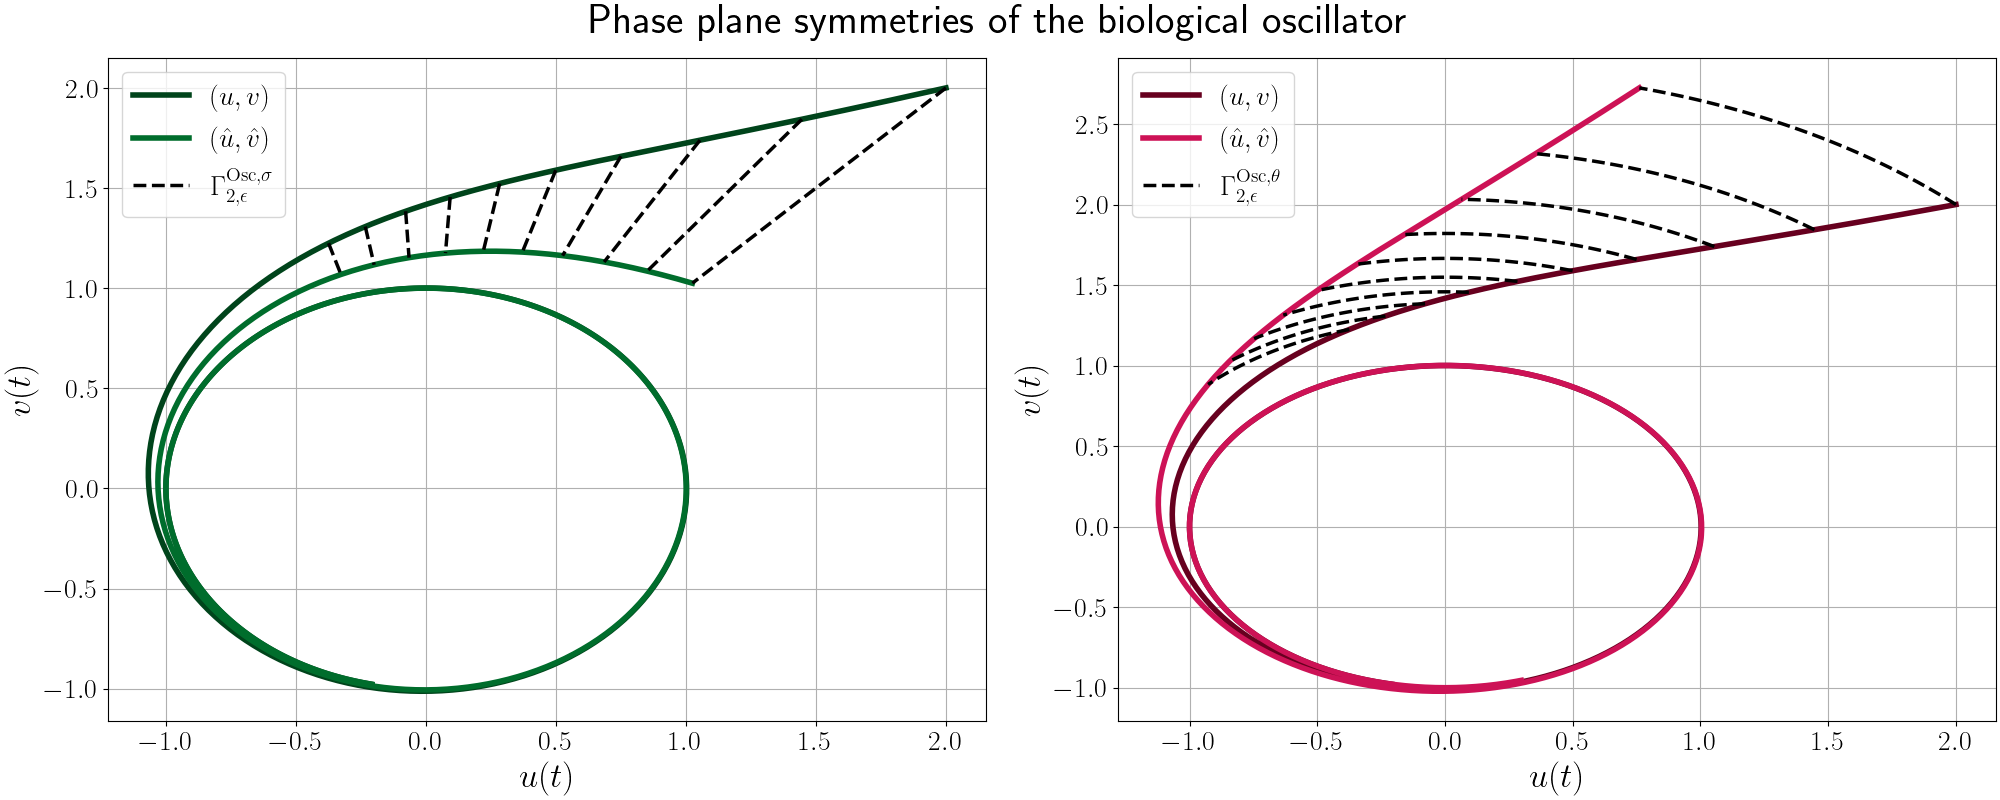 Phase plane symmetries of the biological oscillator
(u, v)
(û, v̂)
Γ_{2,ϵ}^{Osc,σ}
2.0
1.5
1.0
0.5
0.0
−0.5
−1.0
v(t)
−1.0 −0.5 0.0 0.5 1.0 1.5 2.0
u(t)
(u, v)
(û, v̂)
Γ_{2,ϵ}^{Osc,θ}
2.5
2.0
1.5
1.0
0.5
0.0
−0.5
−1.0
v(t)
−1.0 −0.5 0.0 0.5 1.0 1.5 2.0
u(t)